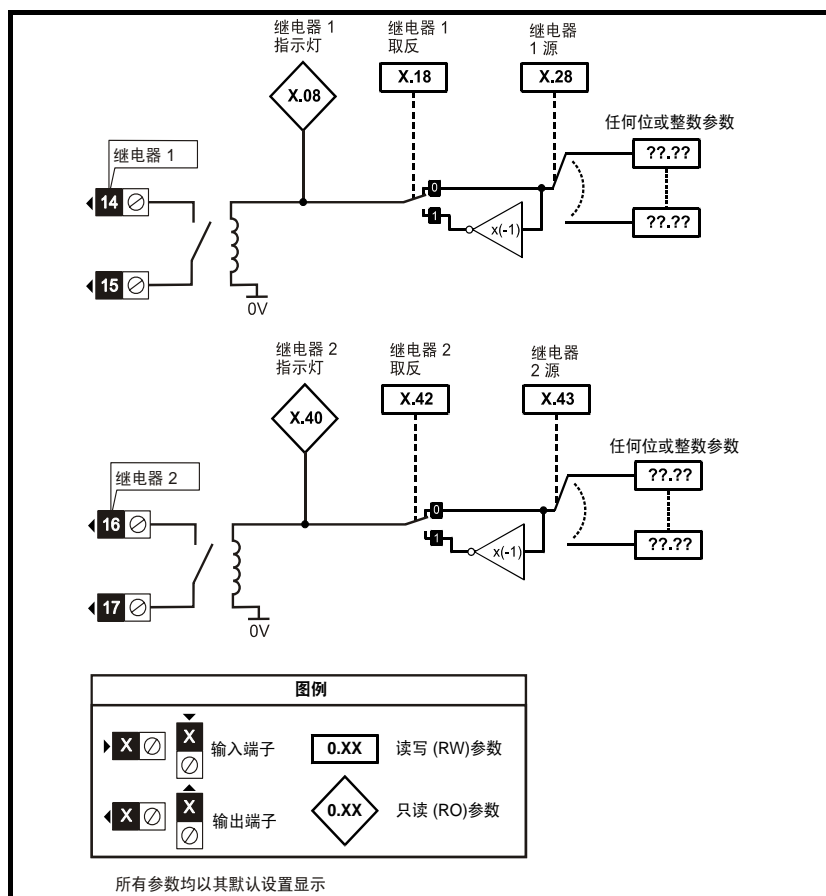 继电器 1
指示灯
继电器 1
取反
继电器
1 源
X.08
X.18
X.28
任何位或整数参数
??.??
继电器 1
0
14
1
x(-1)
??.??
15
0V
继电器 2
指示灯
继电器 2
取反
继电器
2 源
X.40
X.42
X.43
任何位或整数参数
??.??
继电器 2
0
16
1
x(-1)
??.??
17
0V
图例
X
X
输入端子
0.XX
读写 (RW)参数
X
X
输出端子
0.XX
只读 (RO)参数
所有参数均以其默认设置显示